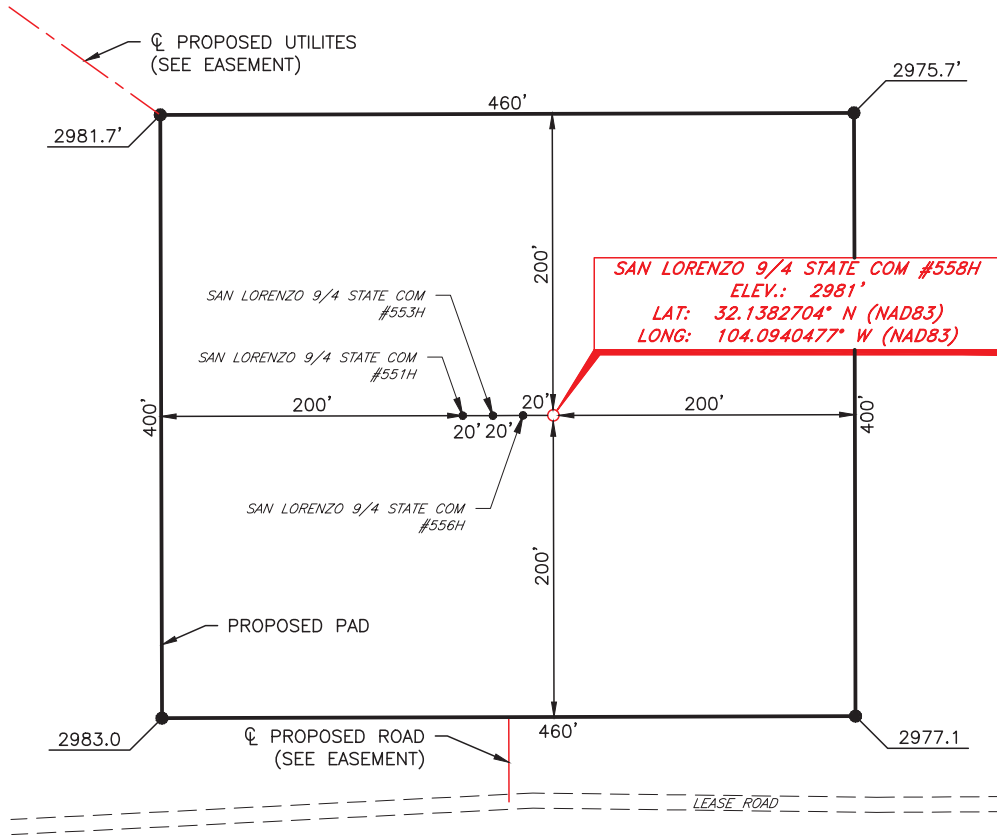 ℄ PROPOSED UTILITES
(SEE EASEMENT)
2975.7'
460'
2981.7'
200'
SAN LORENZO 9/4 STATE COM #558H
ELEV.: 2981'
LAT: 32.1382704° N (NAD83)
LONG: 104.0940477° W (NAD83)
SAN LORENZO 9/4 STATE COM
#553H
SAN LORENZO 9/4 STATE COM
#551H
400'
200'
20'
20'
20'
200'
400'
SAN LORENZO 9/4 STATE COM
#556H
200'
PROPOSED PAD
2983.0
℄ PROPOSED ROAD
(SEE EASEMENT)
460'
2977.1
LEASE ROAD